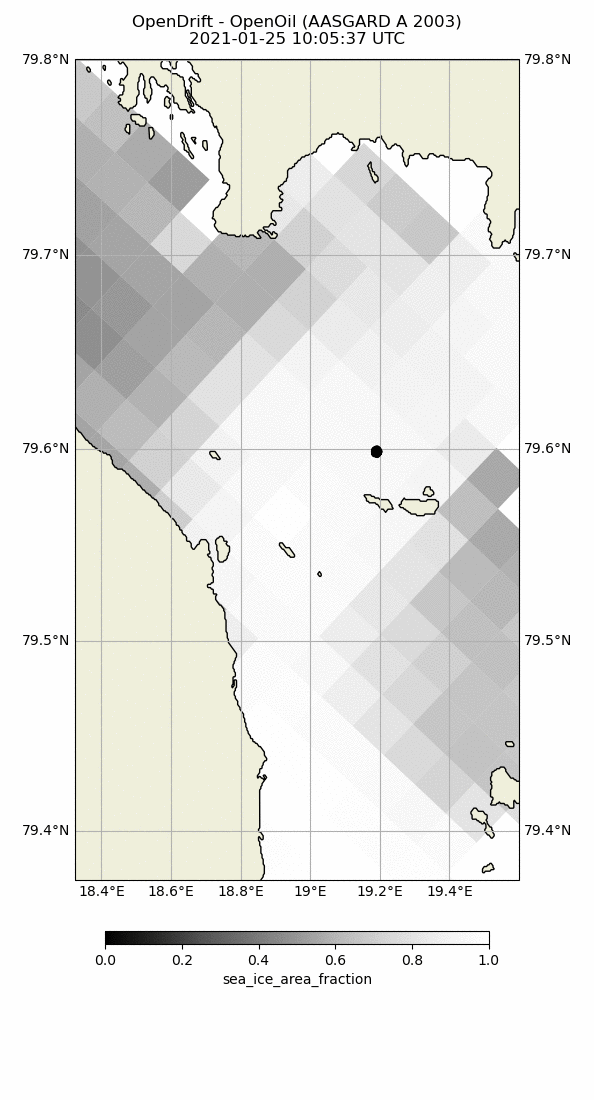 OpenDrift - OpenOil (AASGARD A 2003)
2021-01-25 10:05:37 UTC
79.8°N 79.8°N
79.7°N 79.7°N
79.6°N 79.6°N
79.5°N 79.5°N
79.4°N 79.4°N
18.4°E 18.6°E 18.8°E 19°E 19.2°E 19.4°E
0.0 0.2 0.4 0.6 0.8 1.0
sea_ice_area_fraction